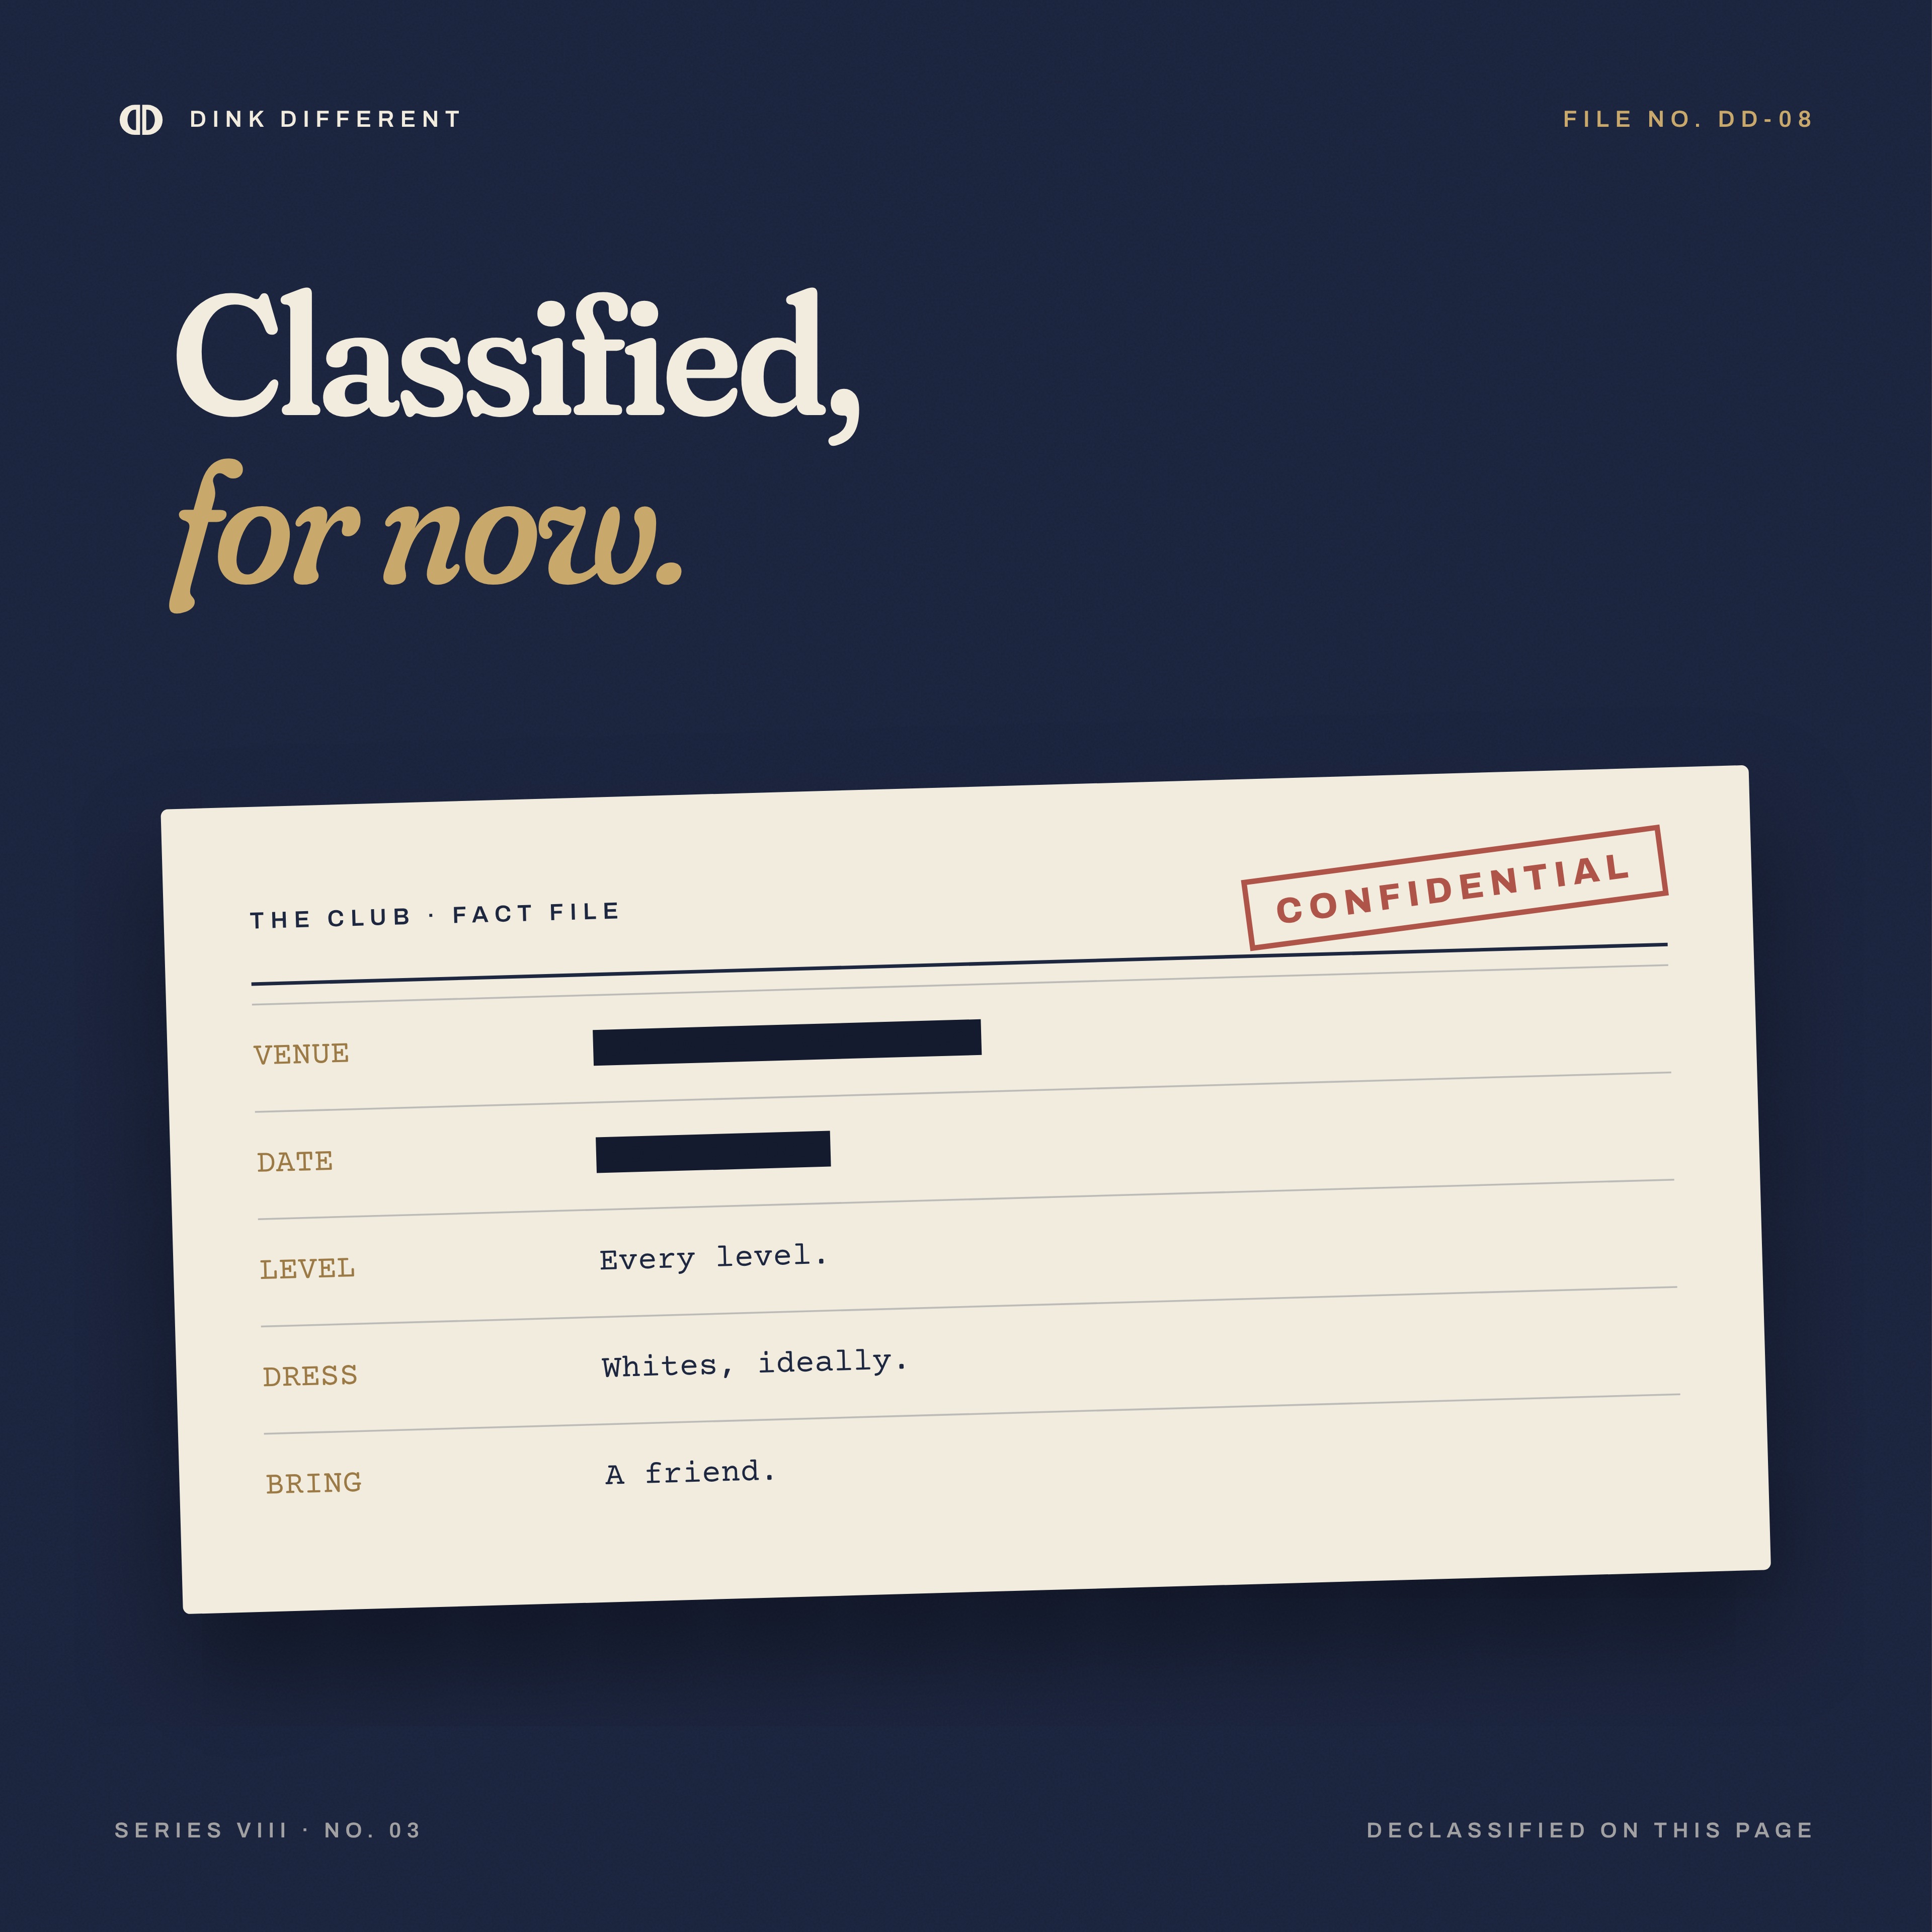 DINK DIFFERENT
FILE NO. DD-08
Classified,
for now.
CONFIDENTIAL
THE CLUB · FACT FILE
VENUE
DATE
LEVEL Every level.
DRESS Whites, ideally.
BRING A friend.
SERIES VIII · NO. 03
DECLASSIFIED ON THIS PAGE